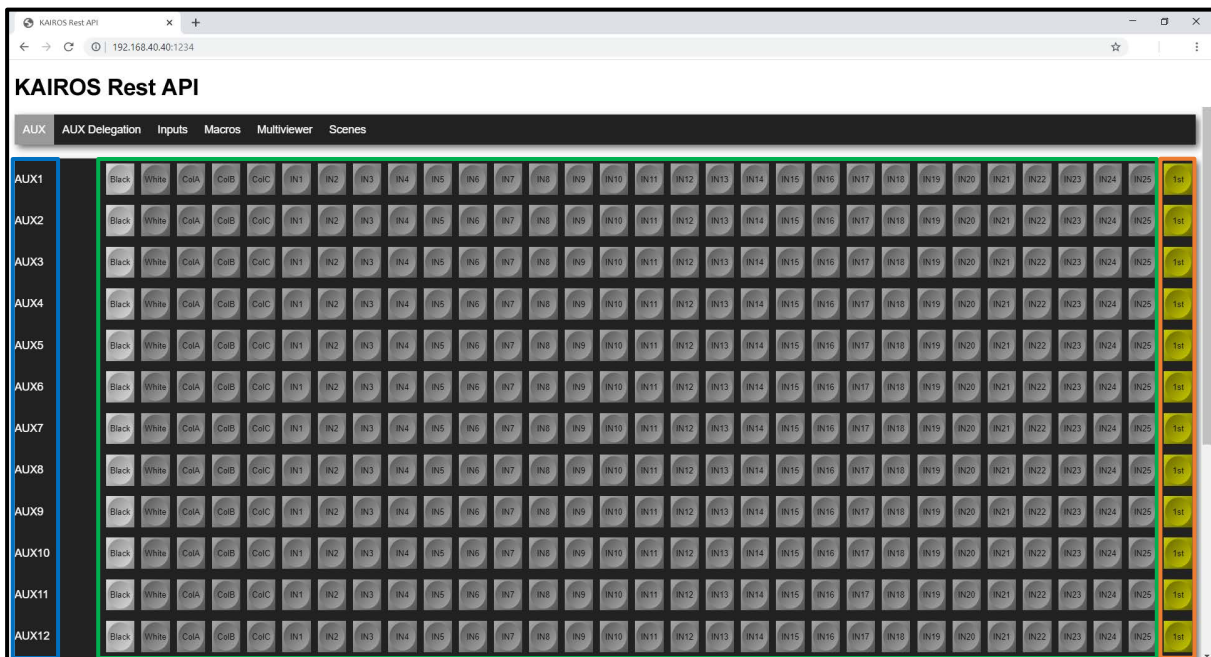 KAIROS Rest API
192.168.40.40:1234
KAIROS Rest API
AUX AUX Delegation Inputs Macros Multiviewer Scenes
AUX1 Black White ColA ColB ColC IN1 IN2 IN3 IN4 IN5 IN6 IN7 IN8 IN9 IN10 IN11 IN12 IN13 IN14 IN15 IN16 IN17 IN18 IN19 IN20 IN21 IN22 IN23 IN24 IN25 1st
AUX2 Black White ColA ColB ColC IN1 IN2 IN3 IN4 IN5 IN6 IN7 IN8 IN9 IN10 IN11 IN12 IN13 IN14 IN15 IN16 IN17 IN18 IN19 IN20 IN21 IN22 IN23 IN24 IN25 1st
AUX3 Black White ColA ColB ColC IN1 IN2 IN3 IN4 IN5 IN6 IN7 IN8 IN9 IN10 IN11 IN12 IN13 IN14 IN15 IN16 IN17 IN18 IN19 IN20 IN21 IN22 IN23 IN24 IN25 1st
AUX4 Black White ColA ColB ColC IN1 IN2 IN3 IN4 IN5 IN6 IN7 IN8 IN9 IN10 IN11 IN12 IN13 IN14 IN15 IN16 IN17 IN18 IN19 IN20 IN21 IN22 IN23 IN24 IN25 1st
AUX5 Black White ColA ColB ColC IN1 IN2 IN3 IN4 IN5 IN6 IN7 IN8 IN9 IN10 IN11 IN12 IN13 IN14 IN15 IN16 IN17 IN18 IN19 IN20 IN21 IN22 IN23 IN24 IN25 1st
AUX6 Black White ColA ColB ColC IN1 IN2 IN3 IN4 IN5 IN6 IN7 IN8 IN9 IN10 IN11 IN12 IN13 IN14 IN15 IN16 IN17 IN18 IN19 IN20 IN21 IN22 IN23 IN24 IN25 1st
AUX7 Black White ColA ColB ColC IN1 IN2 IN3 IN4 IN5 IN6 IN7 IN8 IN9 IN10 IN11 IN12 IN13 IN14 IN15 IN16 IN17 IN18 IN19 IN20 IN21 IN22 IN23 IN24 IN25 1st
AUX8 Black White ColA ColB ColC IN1 IN2 IN3 IN4 IN5 IN6 IN7 IN8 IN9 IN10 IN11 IN12 IN13 IN14 IN15 IN16 IN17 IN18 IN19 IN20 IN21 IN22 IN23 IN24 IN25 1st
AUX9 Black White ColA ColB ColC IN1 IN2 IN3 IN4 IN5 IN6 IN7 IN8 IN9 IN10 IN11 IN12 IN13 IN14 IN15 IN16 IN17 IN18 IN19 IN20 IN21 IN22 IN23 IN24 IN25 1st
AUX10 Black White ColA ColB ColC IN1 IN2 IN3 IN4 IN5 IN6 IN7 IN8 IN9 IN10 IN11 IN12 IN13 IN14 IN15 IN16 IN17 IN18 IN19 IN20 IN21 IN22 IN23 IN24 IN25 1st
AUX11 Black White ColA ColB ColC IN1 IN2 IN3 IN4 IN5 IN6 IN7 IN8 IN9 IN10 IN11 IN12 IN13 IN14 IN15 IN16 IN17 IN18 IN19 IN20 IN21 IN22 IN23 IN24 IN25 1st
AUX12 Black White ColA ColB ColC IN1 IN2 IN3 IN4 IN5 IN6 IN7 IN8 IN9 IN10 IN11 IN12 IN13 IN14 IN15 IN16 IN17 IN18 IN19 IN20 IN21 IN22 IN23 IN24 IN25 1st